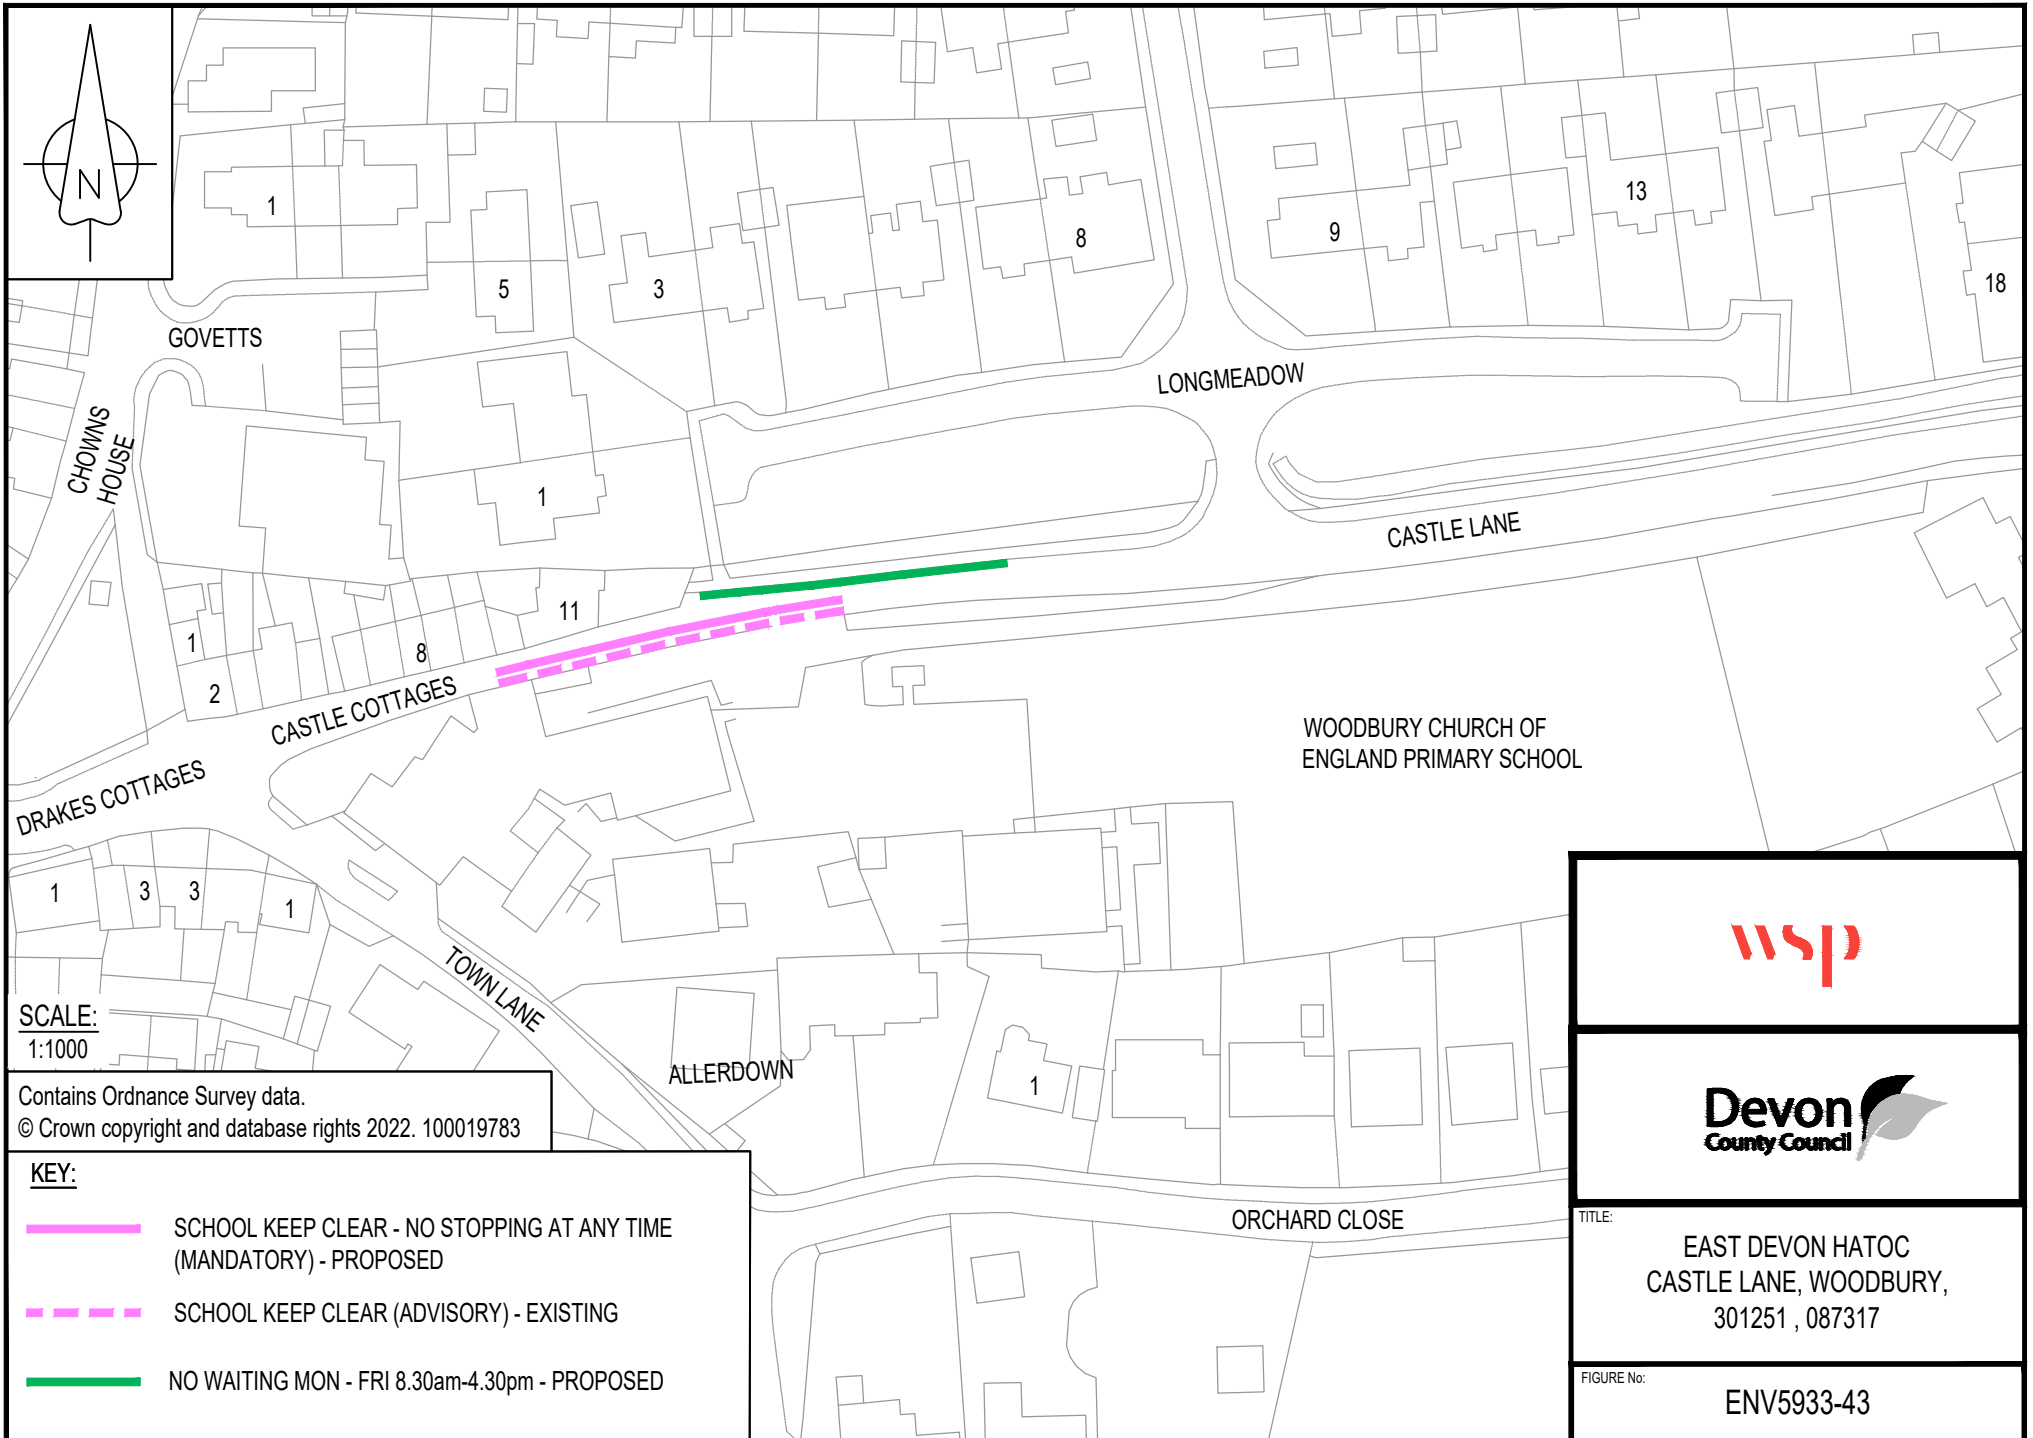 N
1
5
3
8
9
13
18
GOVETTS
LONGMEADOW
CHOWNS
HOUSE
1
CASTLE LANE
11
1
8
2
CASTLE COTTAGES
WOODBURY CHURCH OF
ENGLAND PRIMARY SCHOOL
DRAKES COTTAGES
1
3
3
1
TOWN LANE
ALLERDOWN
1
ORCHARD CLOSE
SCALE:
1:1000
Contains Ordnance Survey data.
© Crown copyright and database rights 2022. 100019783
KEY:
SCHOOL KEEP CLEAR - NO STOPPING AT ANY TIME
(MANDATORY) - PROPOSED
SCHOOL KEEP CLEAR (ADVISORY) - EXISTING
NO WAITING MON - FRI 8.30am-4.30pm - PROPOSED
wsp
Devon
County Council
TITLE:
EAST DEVON HATOC
CASTLE LANE, WOODBURY,
301251 , 087317
FIGURE No:
ENV5933-43